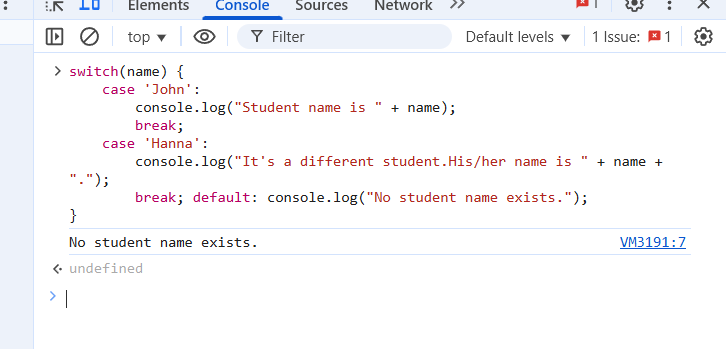 Elements Console Sources Network
top Filter Default levels 1 Issue: 1
switch(name) {
case 'John':
console.log("Student name is " + name);
break;
case 'Hanna':
console.log("It's a different student.His/her name is " + name +
".");
break; default: console.log("No student name exists.");
}
No student name exists. VM3191:7
undefined